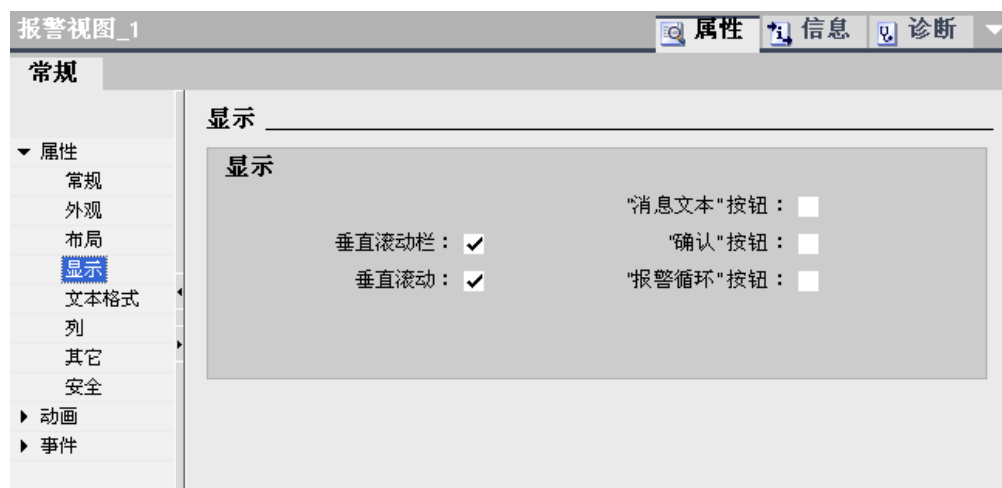 报警视图_1
属性 信息 诊断
常规
显示
属性
常规
外观
布局
显示
文本格式
列
其它
安全
动画
事件
显示
"消息文本"按钮：
垂直滚动栏： "确认"按钮：
垂直滚动： "报警循环"按钮：